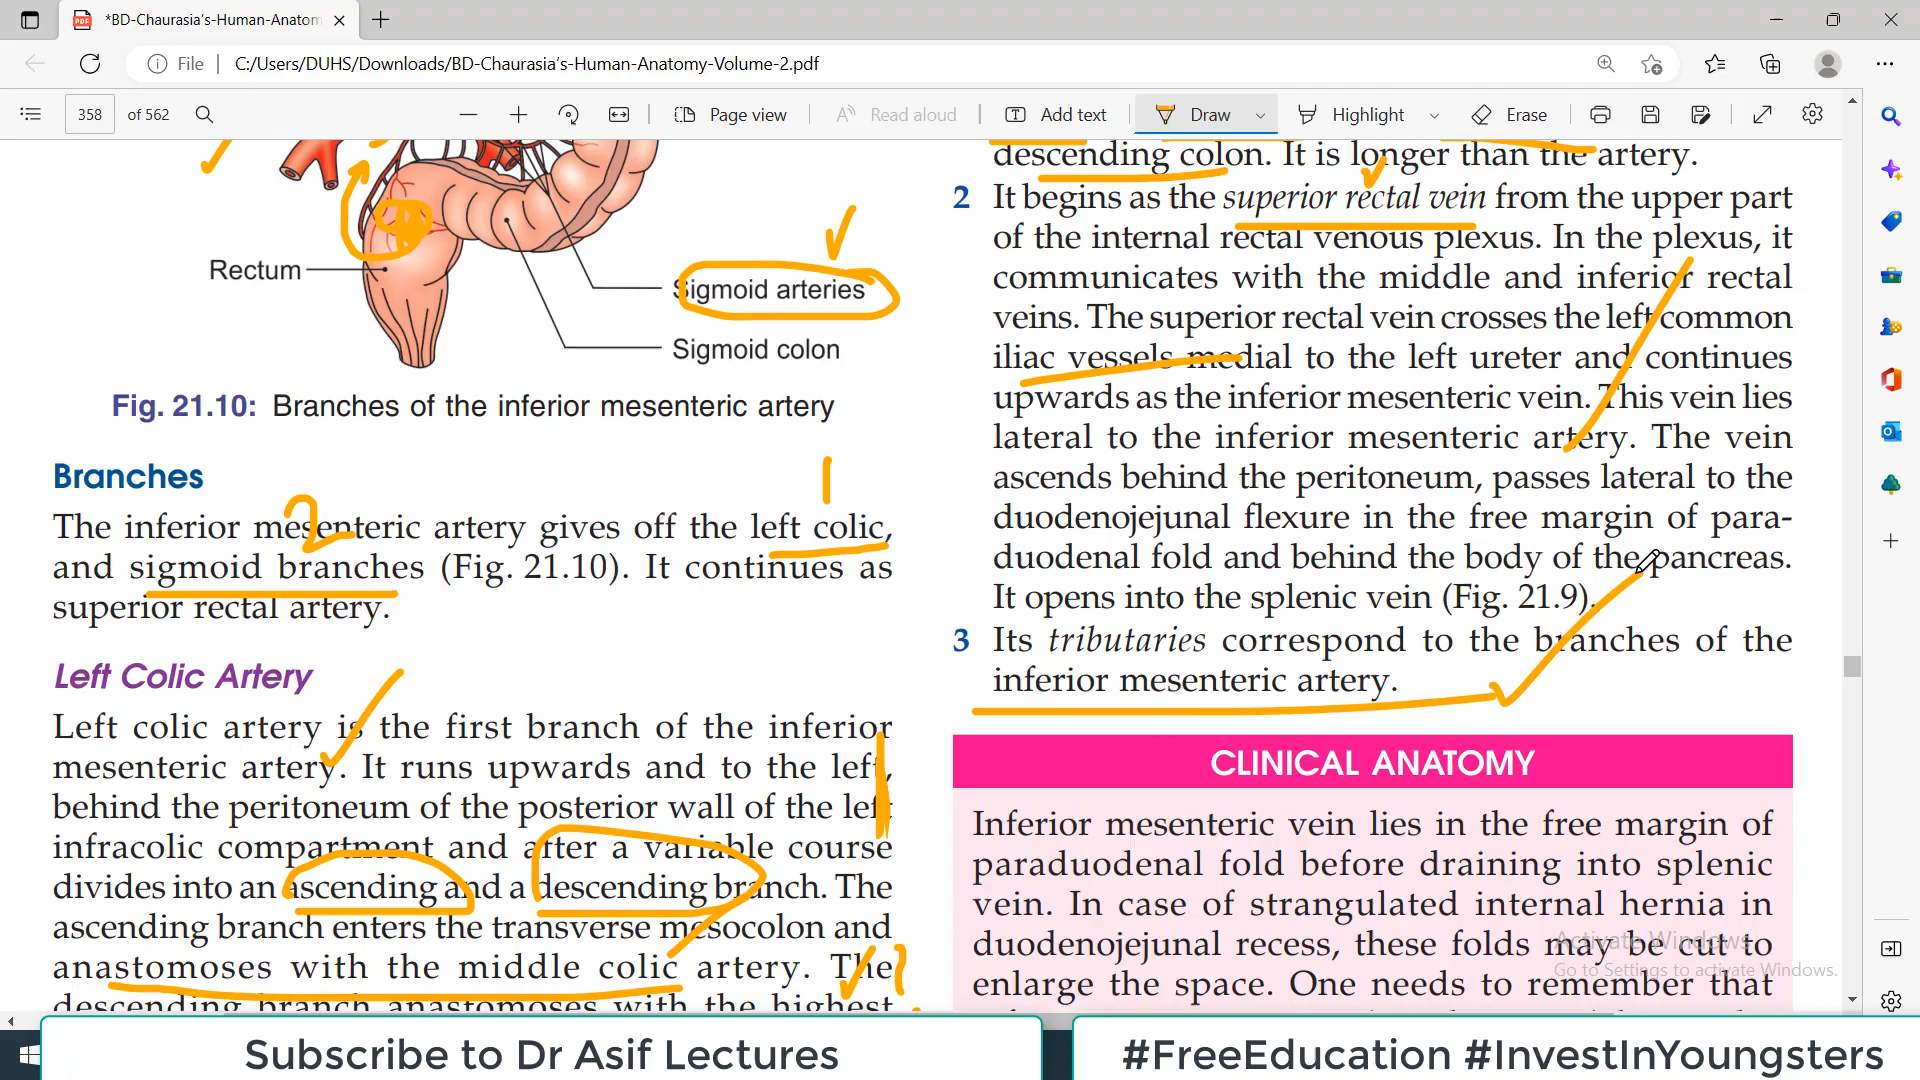 *BD-Chaurasia's-Human-Anatom
File
C:/Users/DUHS/Downloads/BD-Chaurasia's-Human-Anatomy-Volume-2.pdf
358 of 562
Page view
Read aloud
Add text
Draw
Highlight
Erase
Rectum
Sigmoid arteries
Sigmoid colon
Fig. 21.10: Branches of the inferior mesenteric artery
1
Branches
2
The inferior mesenteric artery gives off the left colic,
and sigmoid branches (Fig. 21.10). It continues as
superior rectal artery.
Left Colic Artery
Left colic artery is the first branch of the inferior
mesenteric artery. It runs upwards and to the left,
behind the peritoneum of the posterior wall of the left
infracolic compartment and after a variable course
divides into an ascending and a descending branch. The
ascending branch enters the transverse mesocolon and
anastomoses with the middle colic artery. The
descending branch anastomoses with the highest
descending colon. It is longer than the artery.
2 It begins as the superior rectal vein from the upper part
of the internal rectal venous plexus. In the plexus, it
communicates with the middle and inferior rectal
veins. The superior rectal vein crosses the left common
iliac vessels medial to the left ureter and continues
upwards as the inferior mesenteric vein. This vein lies
lateral to the inferior mesenteric artery. The vein
ascends behind the peritoneum, passes lateral to the
duodenojejunal flexure in the free margin of para-
duodenal fold and behind the body of the pancreas.
It opens into the splenic vein (Fig. 21.9).
3 Its tributaries correspond to the branches of the
inferior mesenteric artery.
CLINICAL ANATOMY
Inferior mesenteric vein lies in the free margin of
paraduodenal fold before draining into splenic
vein. In case of strangulated internal hernia in
duodenojejunal recess, these folds may be cut to
enlarge the space. One needs to remember that
Activate Windows
Go to Settings to activate Windows.
Subscribe to Dr Asif Lectures
#FreeEducation #InvestInYoungsters